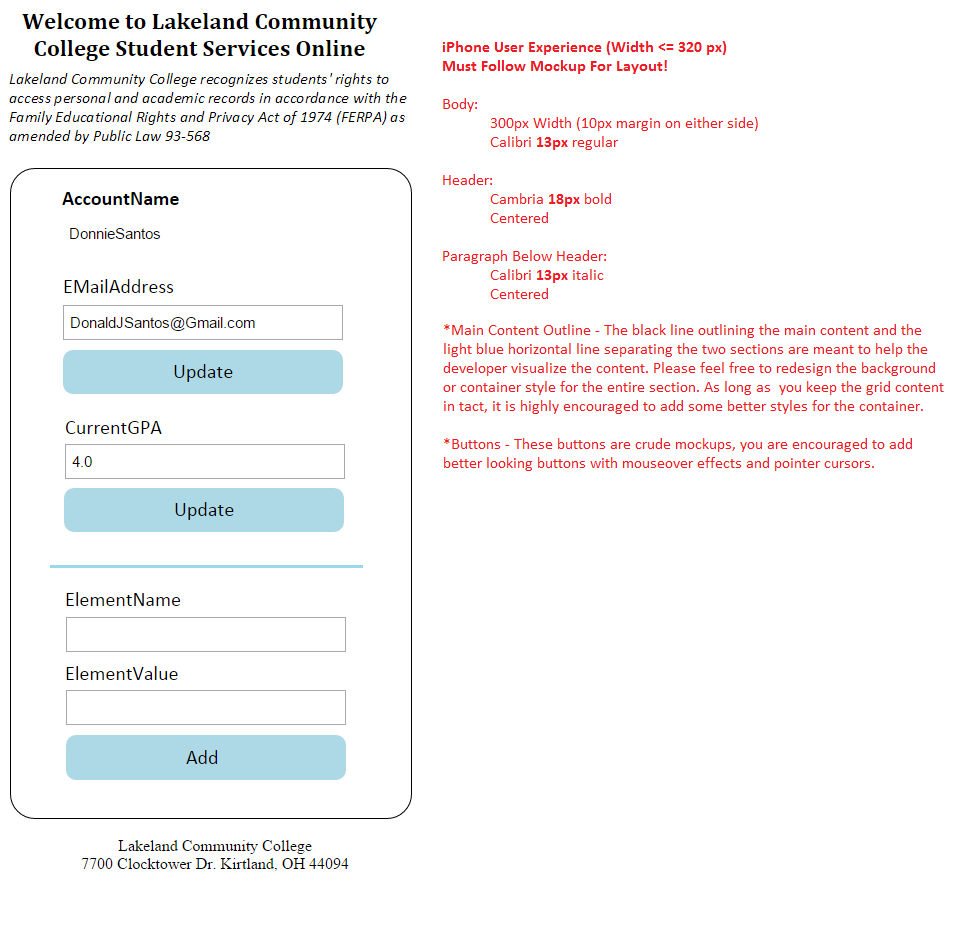 Welcome to Lakeland Community
College Student Services Online
Lakeland Community College recognizes students' rights to
access personal and academic records in accordance with the
Family Educational Rights and Privacy Act of 1974 (FERPA) as
amended by Public Law 93-568
AccountName
DonnieSantos
EMailAddress
DonaldJSantos@Gmail.com
Update
CurrentGPA
4.0
Update
ElementName
ElementValue
Add
Lakeland Community College
7700 Clocktower Dr. Kirtland, OH 44094
iPhone User Experience (Width <= 320 px)
Must Follow Mockup For Layout!
Body:
300px Width (10px margin on either side)
Calibri 13px regular
Header:
Cambria 18px bold
Centered
Paragraph Below Header:
Calibri 13px italic
Centered
*Main Content Outline - The black line outlining the main content and the
light blue horizontal line separating the two sections are meant to help the
developer visualize the content. Please feel free to redesign the background
or container style for the entire section. As long as  you keep the grid content
in tact, it is highly encouraged to add some better styles for the container.
*Buttons - These buttons are crude mockups, you are encouraged to add
better looking buttons with mouseover effects and pointer cursors.